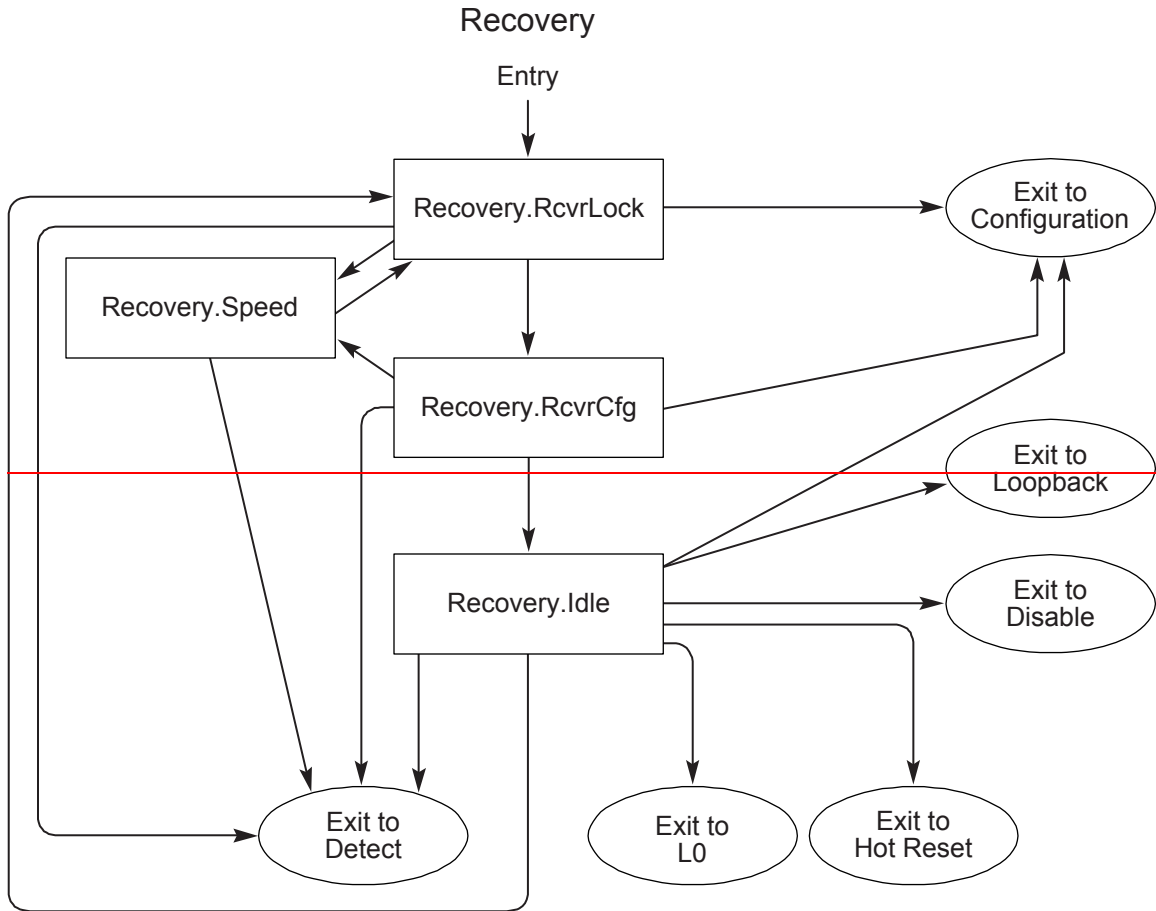 Recovery
Entry
Recovery.RcvrLock
Exit to
Configuration
Recovery.Speed
Recovery.RcvrCfg
Exit to
Loopback
Recovery.Idle
Exit to
Disable
Exit to
Detect
Exit to
L0
Exit to
Hot Reset